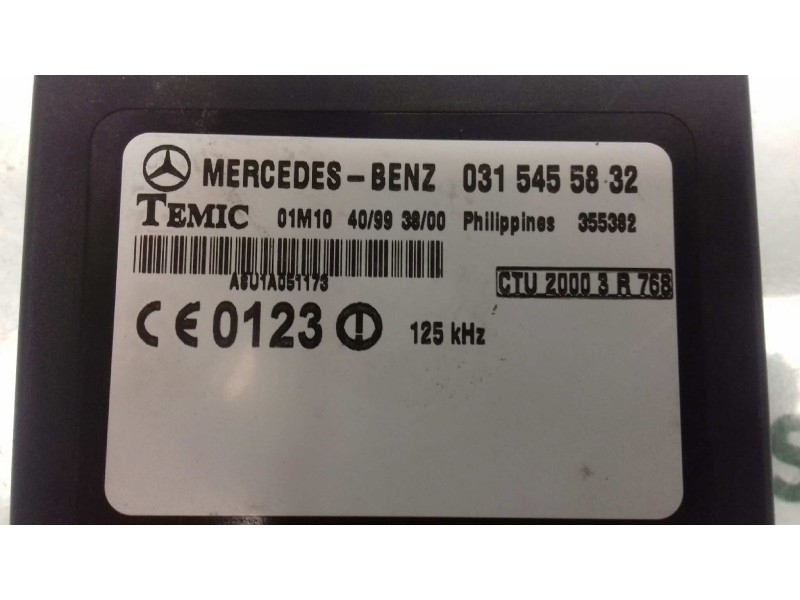 MERCEDES-BENZ 031 545 58 32
TEMIC 01M10 40/99 38/00 Philippines 355382
A6U1A051173
CTU 2000 3 R 768
CE 0123 125 kHz